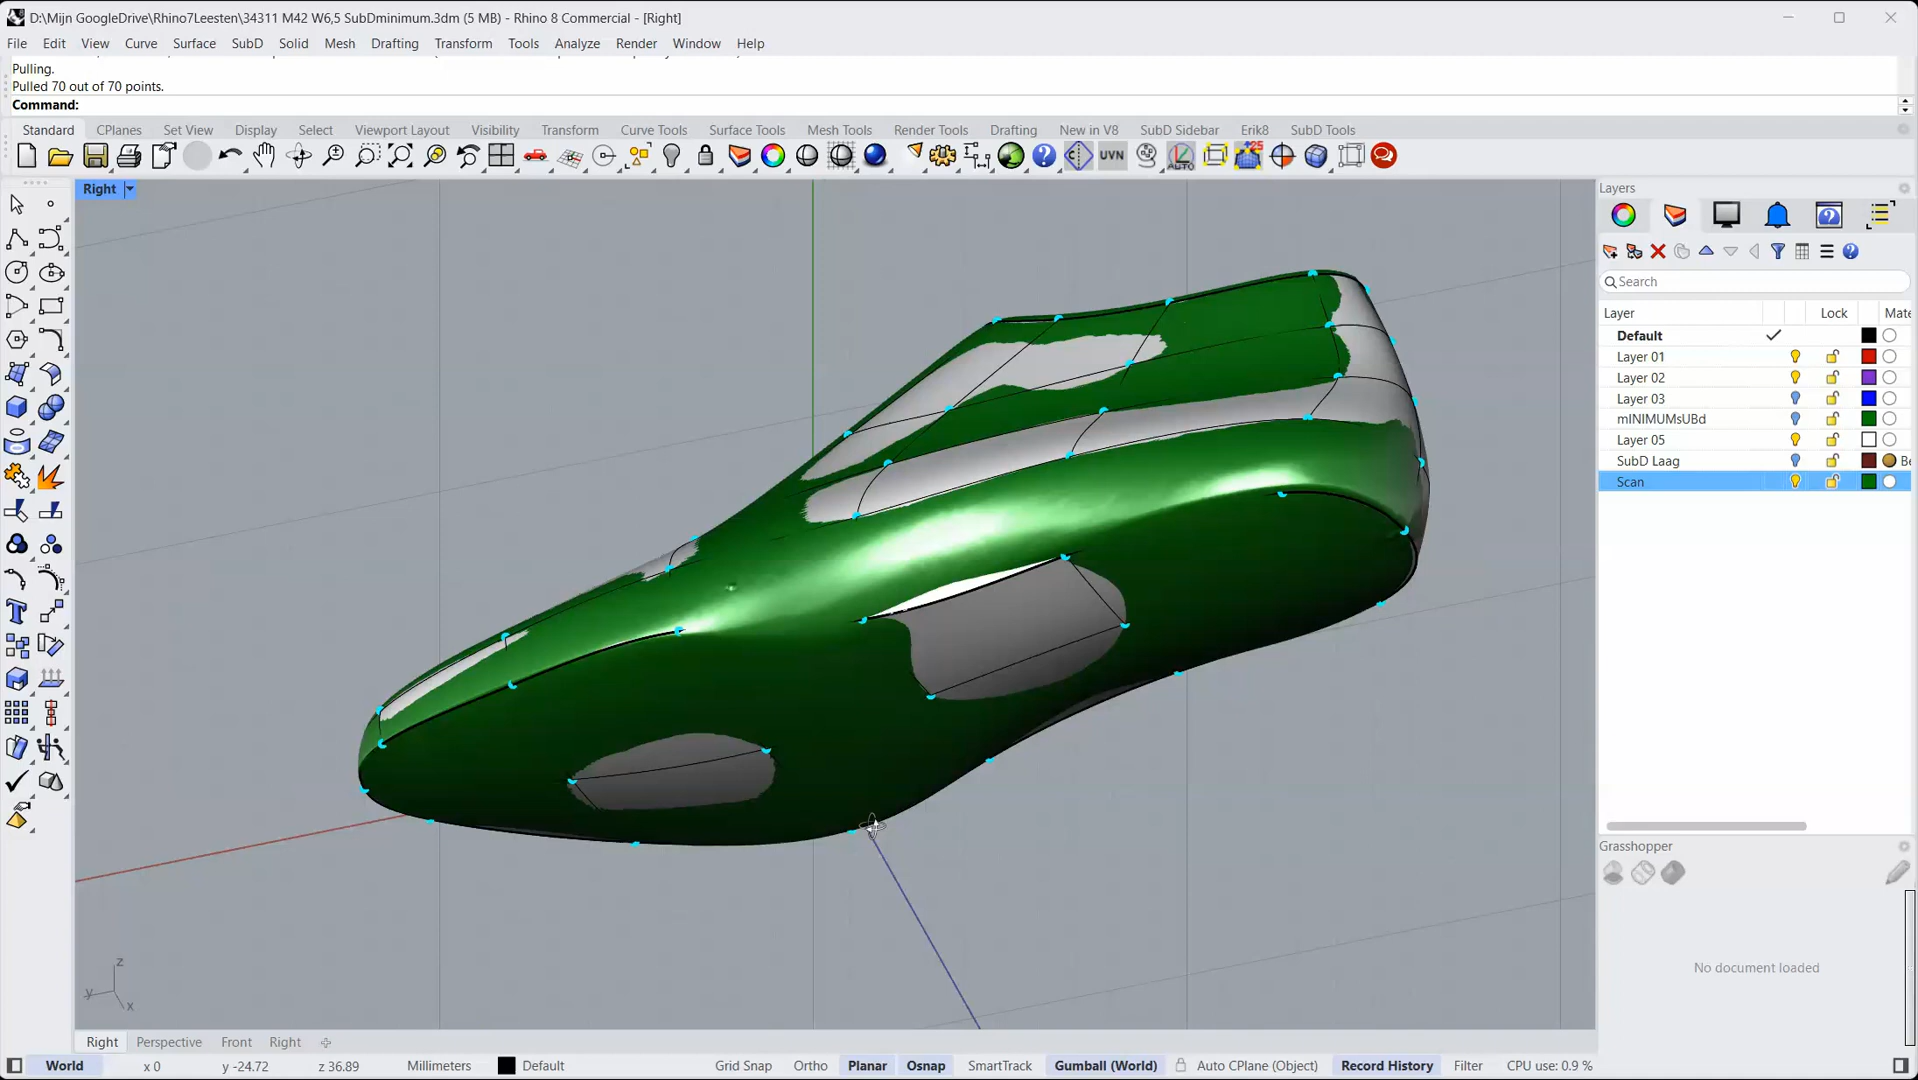 D:\Mijn GoogleDrive\Rhino7Leesten\34311 M42 W6,5 SubDminimum.3dm (5 MB) - Rhino 8 Commercial - [Right]
File Edit View Curve Surface SubD Solid Mesh Drafting Transform Tools Analyze Render Window Help
Pulling.
Pulled 70 out of 70 points.
Command:
Standard CPlanes Set View Display Select Viewport Layout Visibility Transform Curve Tools Surface Tools Mesh Tools Render Tools Drafting New in V8 SubD Sidebar Erik8 SubD Tools
UVN AUTO
Right
Layers
Search
Layer Lock Mate
Default
Layer 01
Layer 02
Layer 03
mINIMUMsUBd
Layer 05
SubD Laag Be
Scan
Grasshopper
No document loaded
z
y
x
Right Perspective Front Right
World x 0 y -24.72 z 36.89 Millimeters Default Grid Snap Ortho Planar Osnap SmartTrack Gumball (World) Auto CPlane (Object) Record History Filter CPU use: 0.9 %